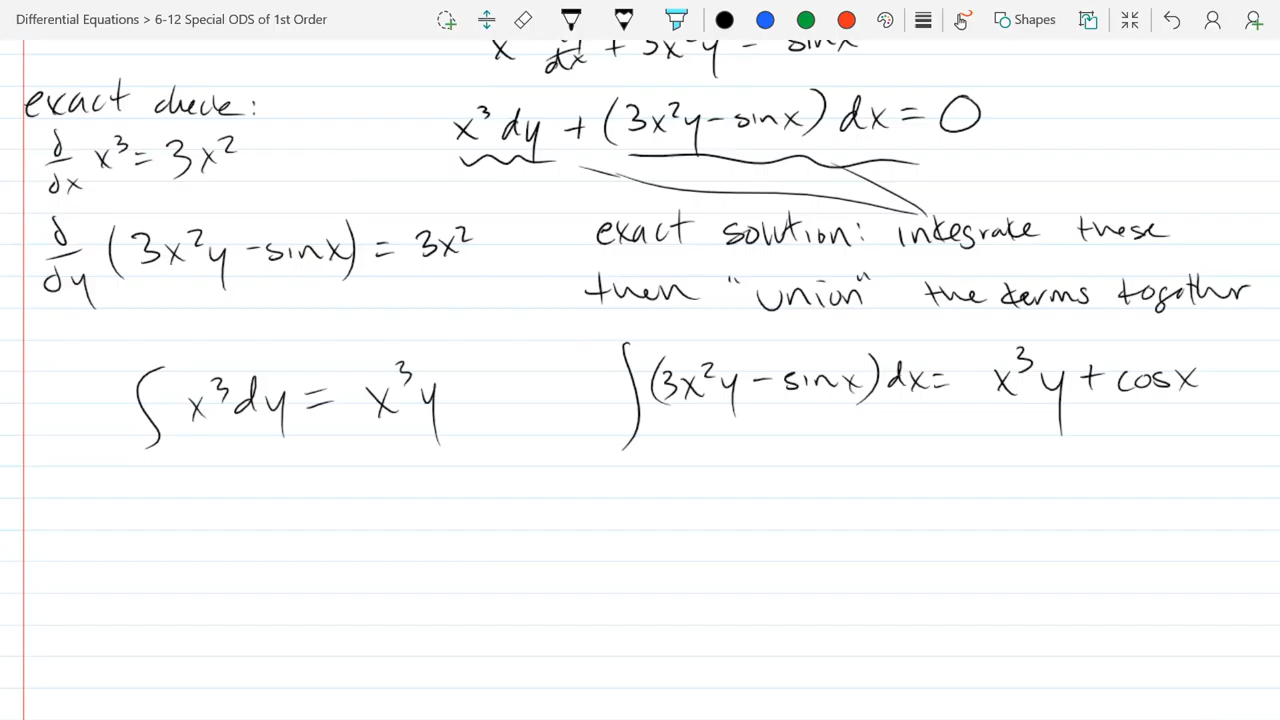 Differential Equations > 6-12 Special ODS of 1st Order
Shapes
exact check:
x³dy + (3x²y - sinx) dx = 0
∂/∂x x³ = 3x²
∂/∂y (3x²y - sinx) = 3x²
exact solution: integrate these
then "union" the terms together
∫ x³dy = x³y
∫ (3x²y - sinx) dx = x³y + cosx